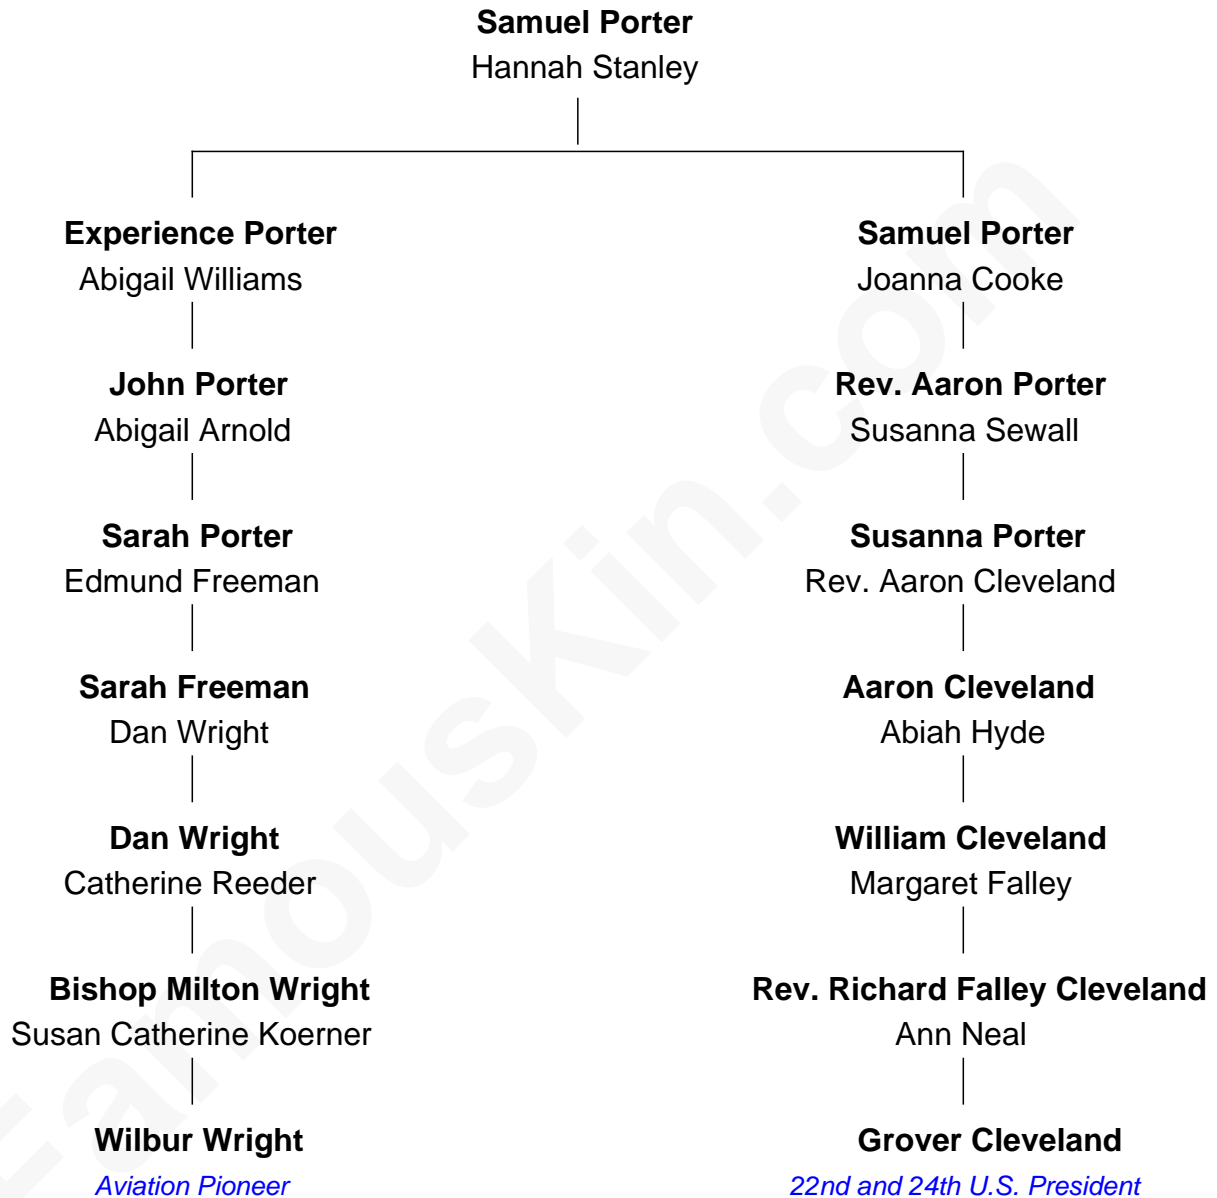 Samuel Porter
Hannah Stanley
Experience Porter
Abigail Williams
Samuel Porter
Joanna Cooke
John Porter
Abigail Arnold
Rev. Aaron Porter
Susanna Sewall
Sarah Porter
Edmund Freeman
Susanna Porter
Rev. Aaron Cleveland
Sarah Freeman
Dan Wright
Aaron Cleveland
Abiah Hyde
Dan Wright
Catherine Reeder
William Cleveland
Margaret Falley
Bishop Milton Wright
Susan Catherine Koerner
Rev. Richard Falley Cleveland
Ann Neal
Wilbur Wright
Aviation Pioneer
Grover Cleveland
22nd and 24th U.S. President
FamousKin.com